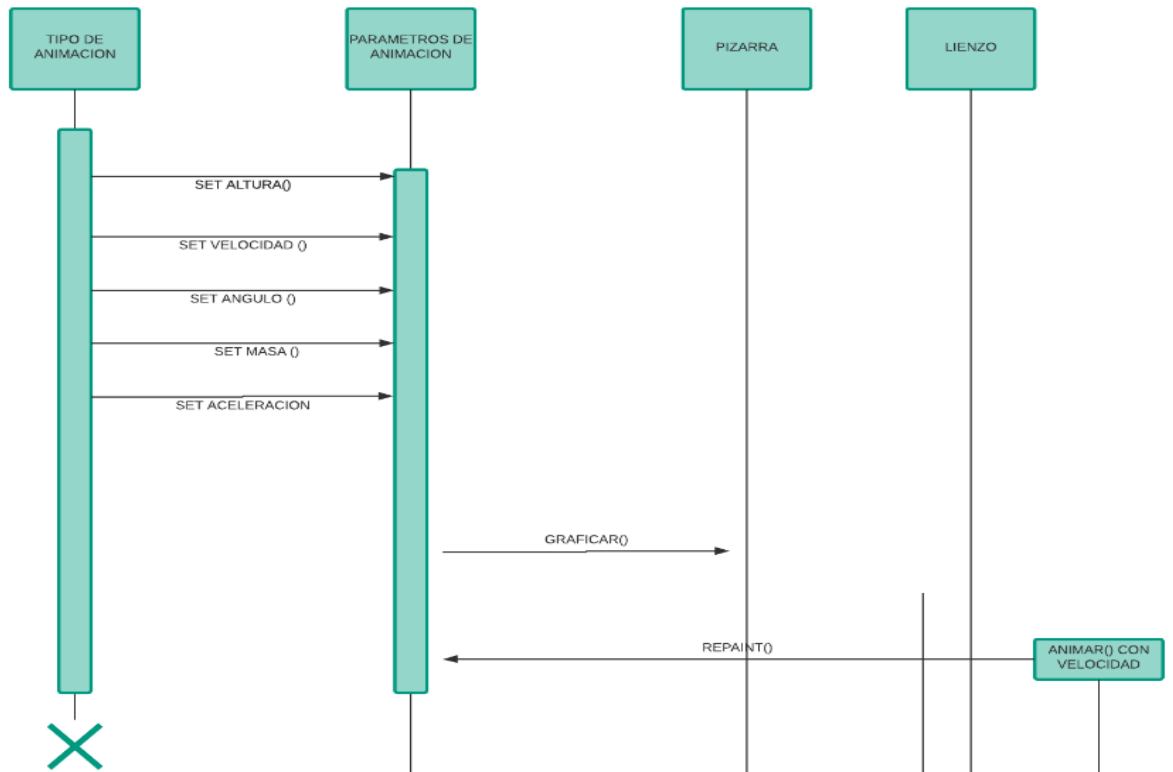 TIPO DE
ANIMACION
PARAMETROS DE
ANIMACION
PIZARRA
LIENZO
SET ALTURA()
SET VELOCIDAD ()
SET ANGULO ()
SET MASA ()
SET ACELERACION
GRAFICAR()
REPAINT()
ANIMAR() CON
VELOCIDAD